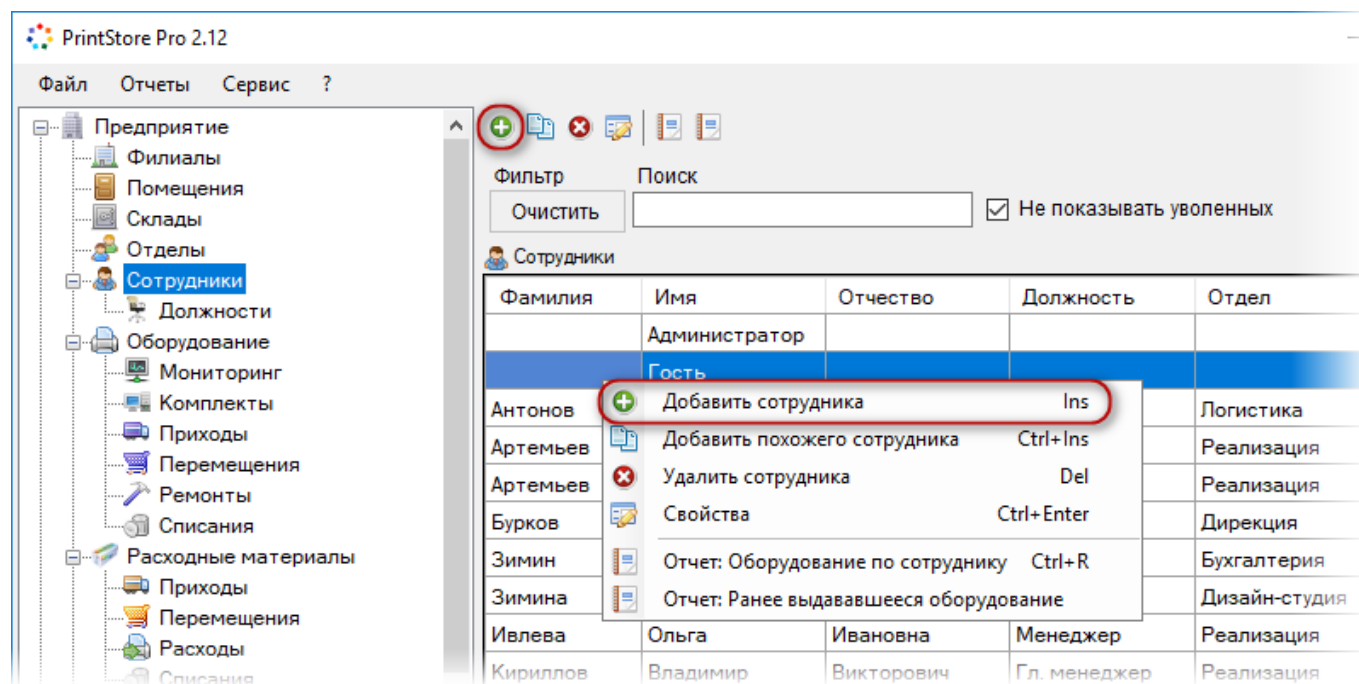 PrintStore Pro 2.12
Файл Отчеты Сервис ?
Предприятие
Филиалы
Помещения
Склады
Отделы
Сотрудники
Должности
Оборудование
Мониторинг
Комплекты
Приходы
Перемещения
Ремонты
Списания
Расходные материалы
Приходы
Перемещения
Расходы
Списания
Фильтр Поиск
Очистить Не показывать уволенных
Сотрудники
Фамилия Имя Отчество Должность Отдел
Администратор
Гость
Антонов Логистика
Артемьев Реализация
Артемьев Реализация
Бурков Дирекция
Зимин Бухгалтерия
Зимина Дизайн-студия
Ивлева Ольга Ивановна Менеджер Реализация
Кириллов Владимир Викторович Гл. менеджер Реализация
Добавить сотрудника Ins
Добавить похожего сотрудника Ctrl+Ins
Удалить сотрудника Del
Свойства Ctrl+Enter
Отчет: Оборудование по сотруднику Ctrl+R
Отчет: Ранее выдававшееся оборудование